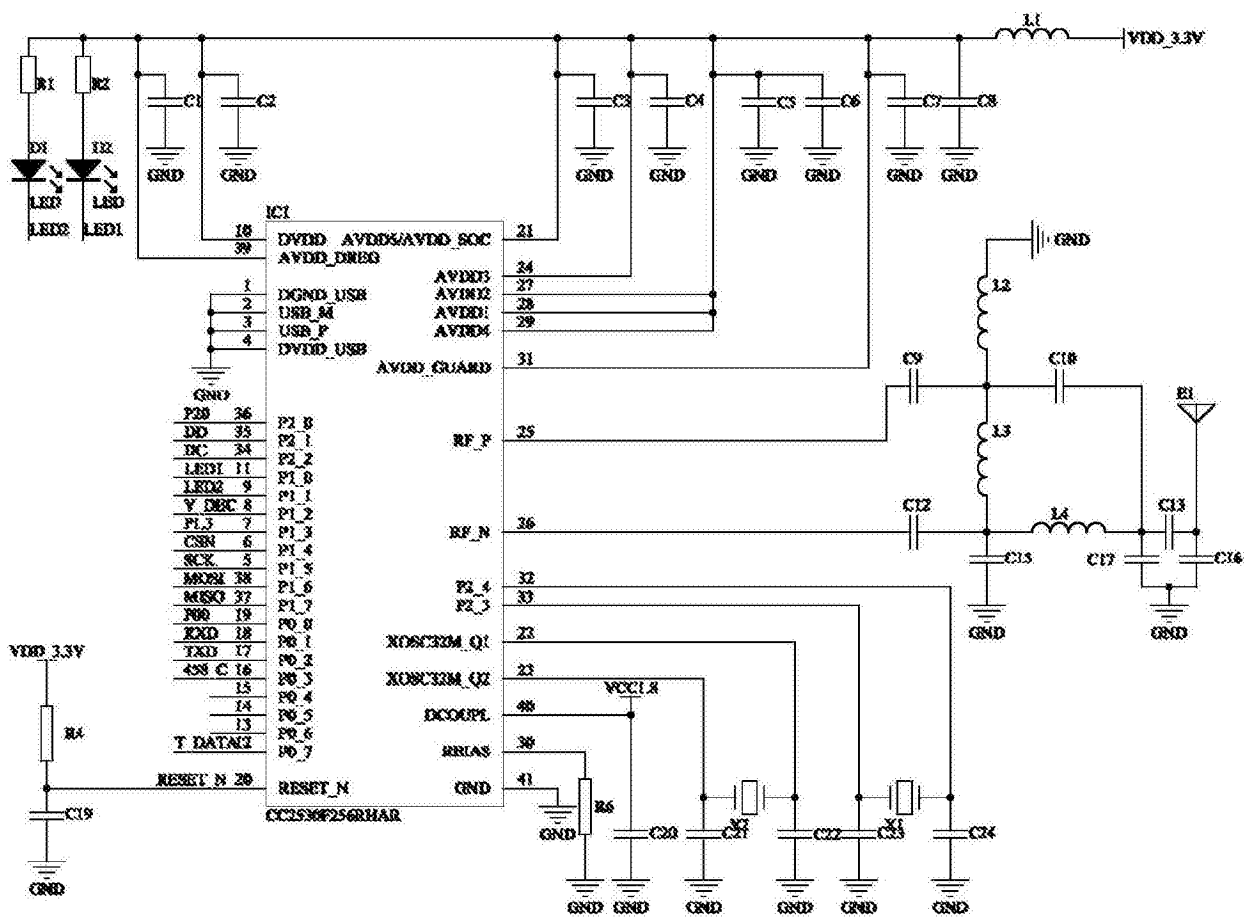 L1
VDD_3.3V
R1 R2 C1 C2 C3 C4 C5 C6 C7 C8
D1 D2
GND GND GND GND GND GND GND GND
LED LED
LED2 LED1
IC1
GND
10 DVDD AVDD5/AVDD_SOC 21
39 AVDD_DREG
AVDD3 24
1 DGND_USB AVDD2 27
2 USB_M AVDD1 28
3 USB_P AVDD4 29
4 DVDD_USB
AVDD_GUARD 31
GND
L2
C9 C10
E1
P20 36 P2_0
DD 35 P2_1 RF_P 25
DC 34 P2_2
L3
LED1 11 P1_0
LED2 9 P1_1
8 P1_2
P1.3 7 P1_3 RF_N 26
C12 L4 C13
CSN 6 P1_4
SCK 5 P1_5
C15 C17 C16
MOSI 38 P1_6 P2_4 32
MISO 37 P1_7 P2_3 33
P00 19 P0_0
GND GND
RXD 18 P0_1 XOSC32M_Q1 22
TXD 17 P0_2
16 P0_3 XOSC32M_Q2 23
VDD_3.3V
15 P0_4
VCC1.8
14 P0_5 DCOUPL 40
13 P0_6
R4
T_DATA 12 P0_7 RBIAS 30
RESET_N 20 RESET_N GND 41
C19
CC2530F256RHAR
GND R6 C20 C21 X2 C22 C23 X1 C24
GND
GND GND GND GND GND GND